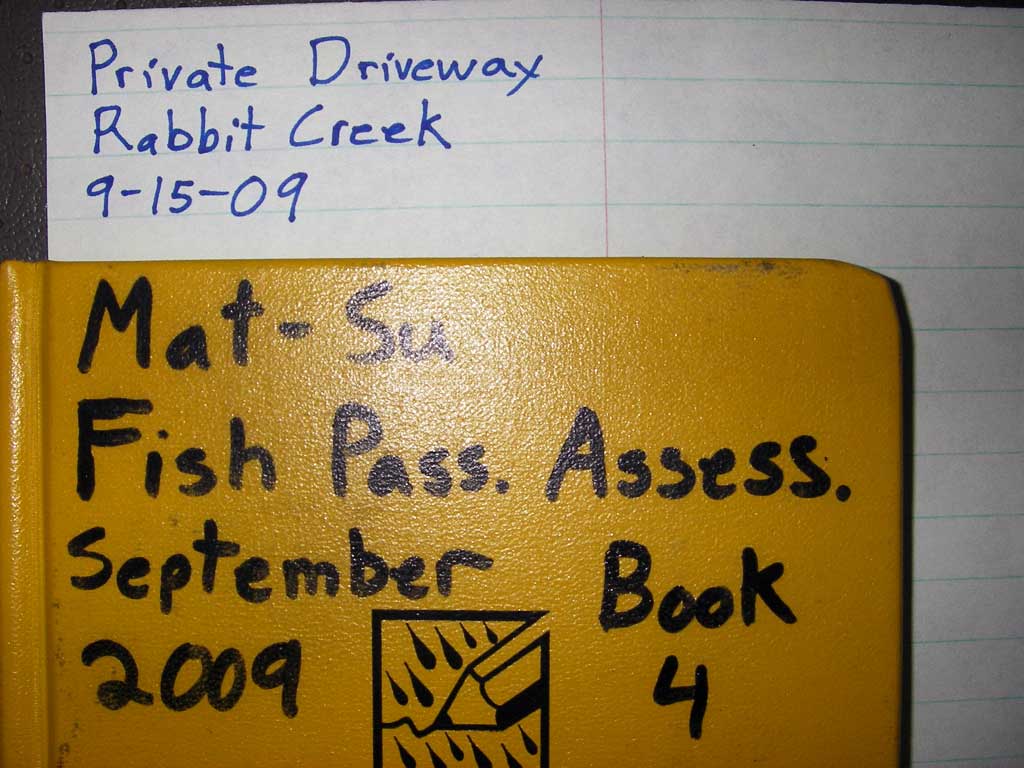 Private Driveway
Rabbit Creek
9-15-09
Mat-Su
Fish Pass. Assess.
September Book
2009 4